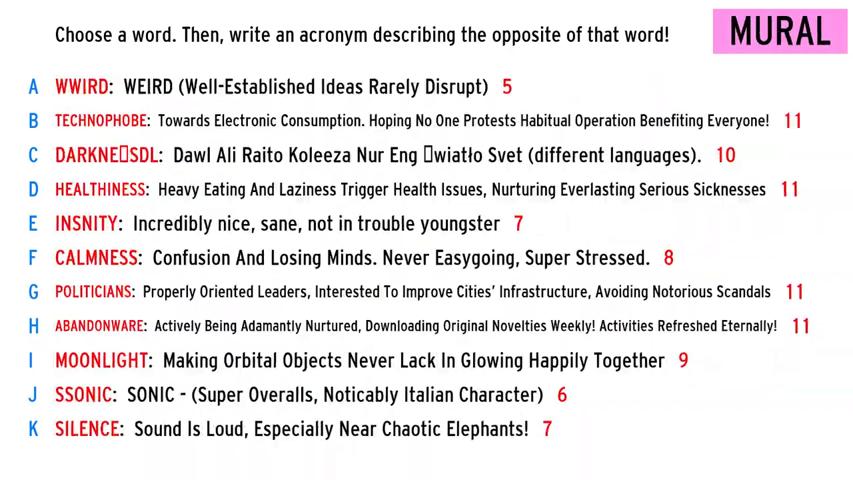 Choose a word. Then, write an acronym describing the opposite of that word!
MURAL
A WWIRD: WEIRD (Well-Established Ideas Rarely Disrupt) 5
B TECHNOPHOBE: Towards Electronic Consumption. Hoping No One Protests Habitual Operation Benefiting Everyone! 11
C DARKNE▯SDL: Dawl Ali Raito Koleeza Nur Eng ▯wiatło Svet (different languages). 10
D HEALTHINESS: Heavy Eating And Laziness Trigger Health Issues, Nurturing Everlasting Serious Sicknesses 11
E INSNITY: Incredibly nice, sane, not in trouble youngster 7
F CALMNESS: Confusion And Losing Minds. Never Easygoing, Super Stressed. 8
G POLITICIANS: Properly Oriented Leaders, Interested To Improve Cities' Infrastructure, Avoiding Notorious Scandals 11
H ABANDONWARE: Actively Being Adamantly Nurtured, Downloading Original Novelties Weekly! Activities Refreshed Eternally! 11
I MOONLIGHT: Making Orbital Objects Never Lack In Glowing Happily Together 9
J SSONIC: SONIC - (Super Overalls, Noticably Italian Character) 6
K SILENCE: Sound Is Loud, Especially Near Chaotic Elephants! 7